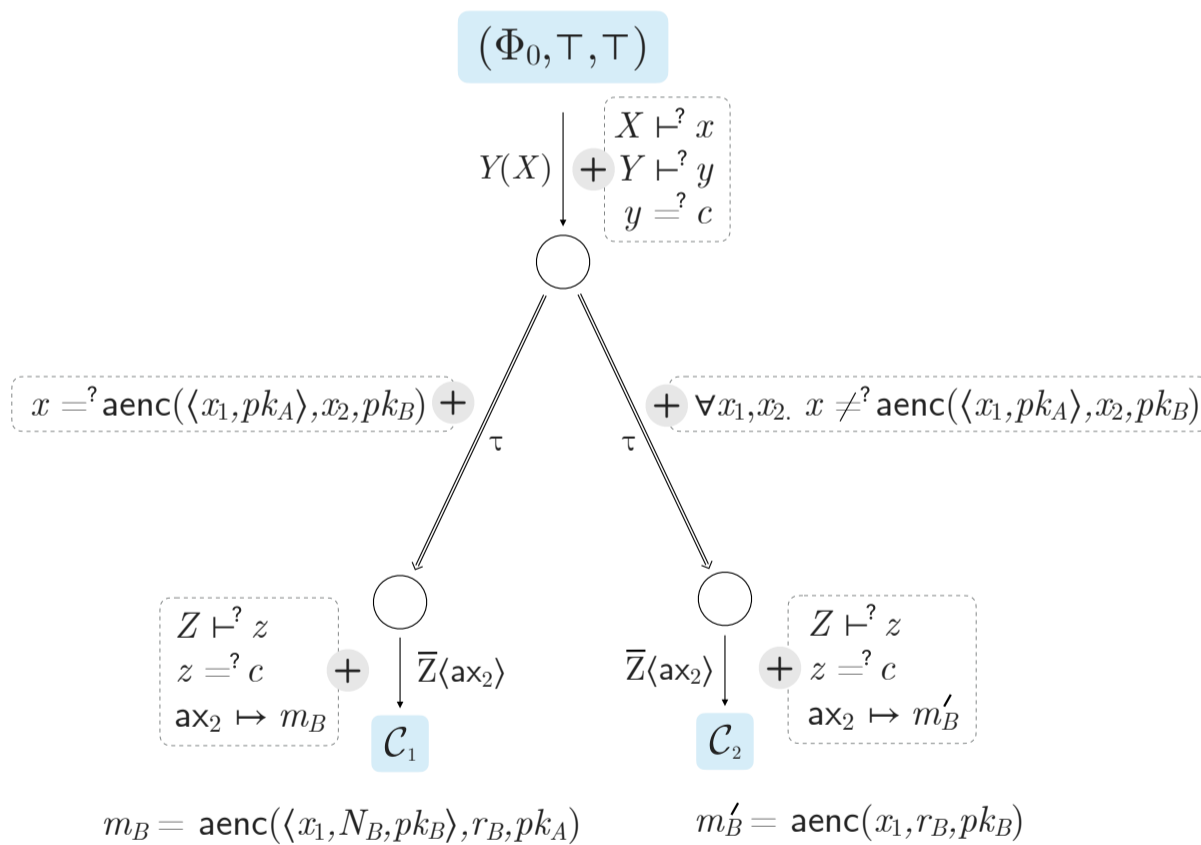 (Φ₀,⊤,⊤)
X ⊢? x
Y(X) + Y ⊢? y
y =? c
x =? aenc(⟨x₁,pk_A⟩,x₂,pk_B) +
+ ∀x₁,x₂. x ≠? aenc(⟨x₁,pk_A⟩,x₂,pk_B)
τ τ
Z ⊢? z
z =? c
ax₂ ↦ m_B
+ Z̅⟨ax₂⟩
Z̅⟨ax₂⟩ +
Z ⊢? z
z =? c
ax₂ ↦ m′_B
𝒞₁
𝒞₂
m_B = aenc(⟨x₁,N_B,pk_B⟩,r_B,pk_A)
m′_B = aenc(x₁,r_B,pk_B)